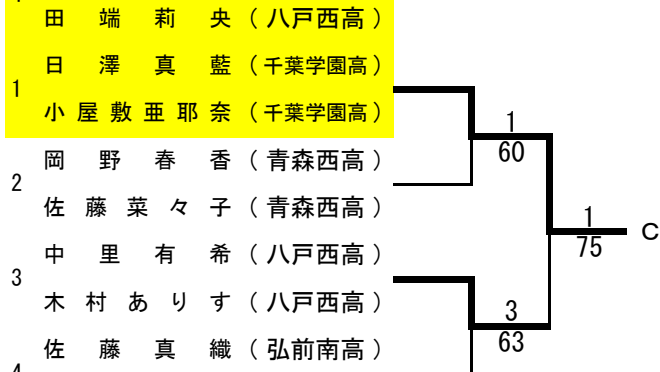 田端莉央（八戸西高）
日澤真藍（千葉学園高）
1
小屋敷亜耶奈（千葉学園高）
1
60
岡野春香（青森西高）
2
佐藤菜々子（青森西高）
1
75
C
中里有希（八戸西高）
3
木村ありす（八戸西高）
3
63
佐藤真織（弘前南高）
4